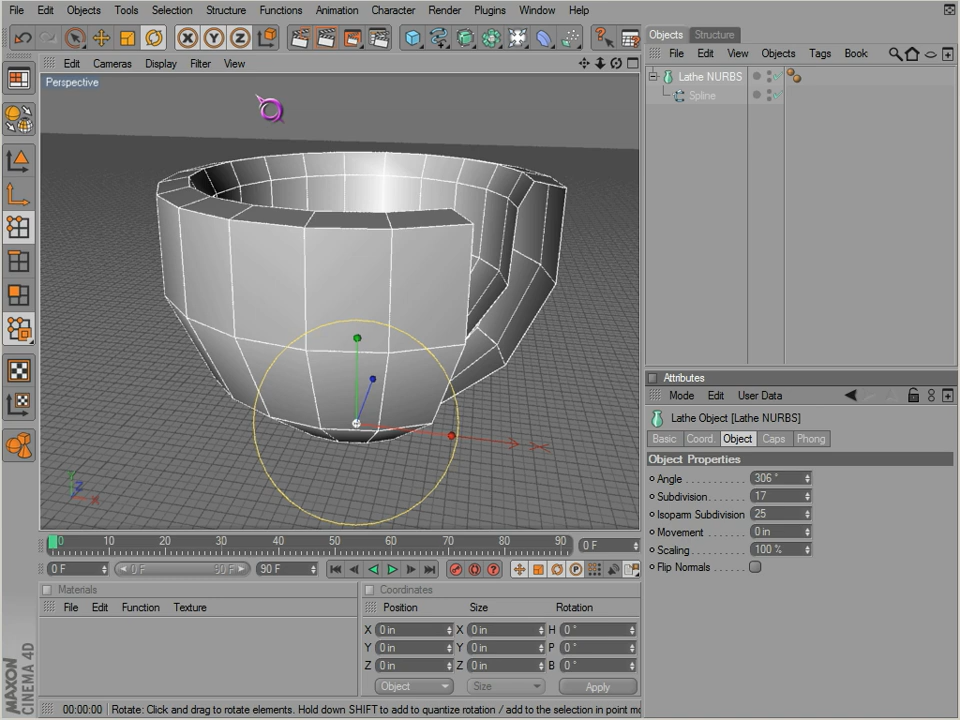 File Edit Objects Tools Selection Structure Functions Animation Character Render Plugins Window Help
X Y Z
Edit Cameras Display Filter View
Perspective
Objects Structure
File Edit View Objects Tags Book
Lathe NURBS
Spline
Attributes
Mode Edit User Data
Lathe Object [Lathe NURBS]
Basic Coord Object Caps Phong
Object Properties
Angle 306 °
Subdivision 17
Isoparm Subdivision 25
Movement 0 in
Scaling 100 %
Flip Normals
0 10 20 30 40 50 60 70 80 90 0 F
0 F 0 F 90 F 90 F
Materials
File Edit Function Texture
Coordinates
Position Size Rotation
X 0 in X 0 in H 0 °
Y 0 in Y 0 in P 0 °
Z 0 in Z 0 in B 0 °
Object Size Apply
MAXON
CINEMA 4D
00:00:00 Rotate: Click and drag to rotate elements. Hold down SHIFT to add to quantize rotation / add to the selection in point mo